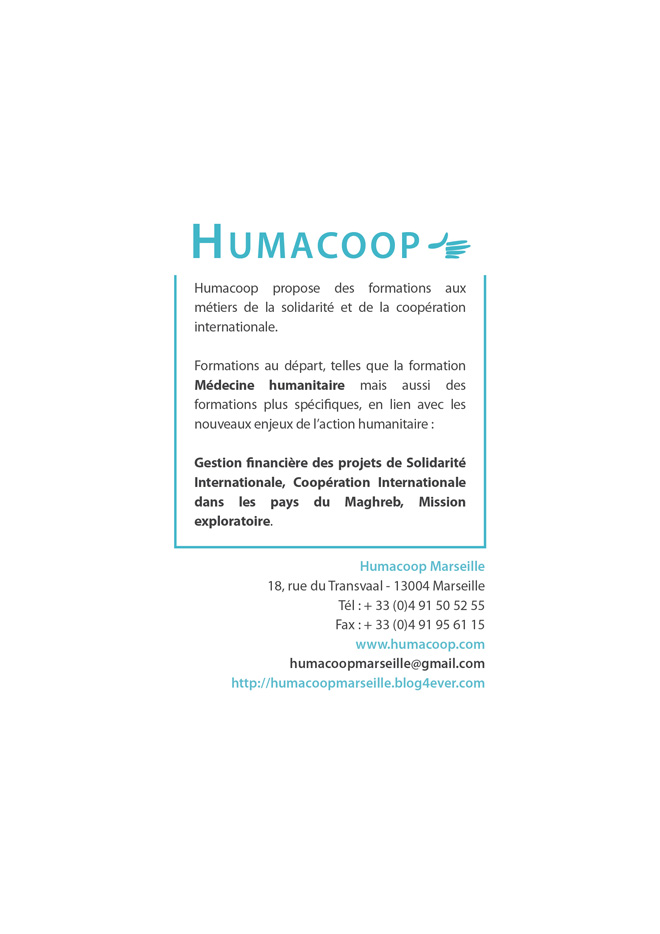 HUMACOOP
Humacoop propose des formations aux
métiers de la solidarité et de la coopération
internationale.
Formations au départ, telles que la formation
Médecine humanitaire mais aussi des
formations plus spécifiques, en lien avec les
nouveaux enjeux de l'action humanitaire :
Gestion financière des projets de Solidarité
Internationale, Coopération Internationale
dans les pays du Maghreb, Mission
exploratoire.
Humacoop Marseille
18, rue du Transvaal - 13004 Marseille
Tél : + 33 (0)4 91 50 52 55
Fax : + 33 (0)4 91 95 61 15
www.humacoop.com
humacoopmarseille@gmail.com
http://humacoopmarseille.blog4ever.com